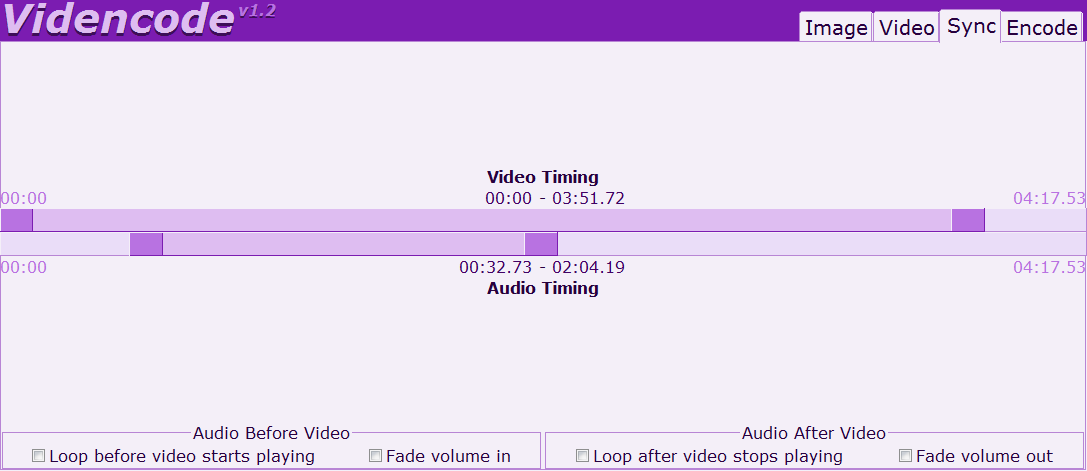 Videncode v1.2
Image Video Sync Encode
Video Timing
00:00 00:00 - 03:51.72 04:17.53
00:00 00:32.73 - 02:04.19 04:17.53
Audio Timing
Audio Before Video Audio After Video
Loop before video starts playing Fade volume in Loop after video stops playing Fade volume out